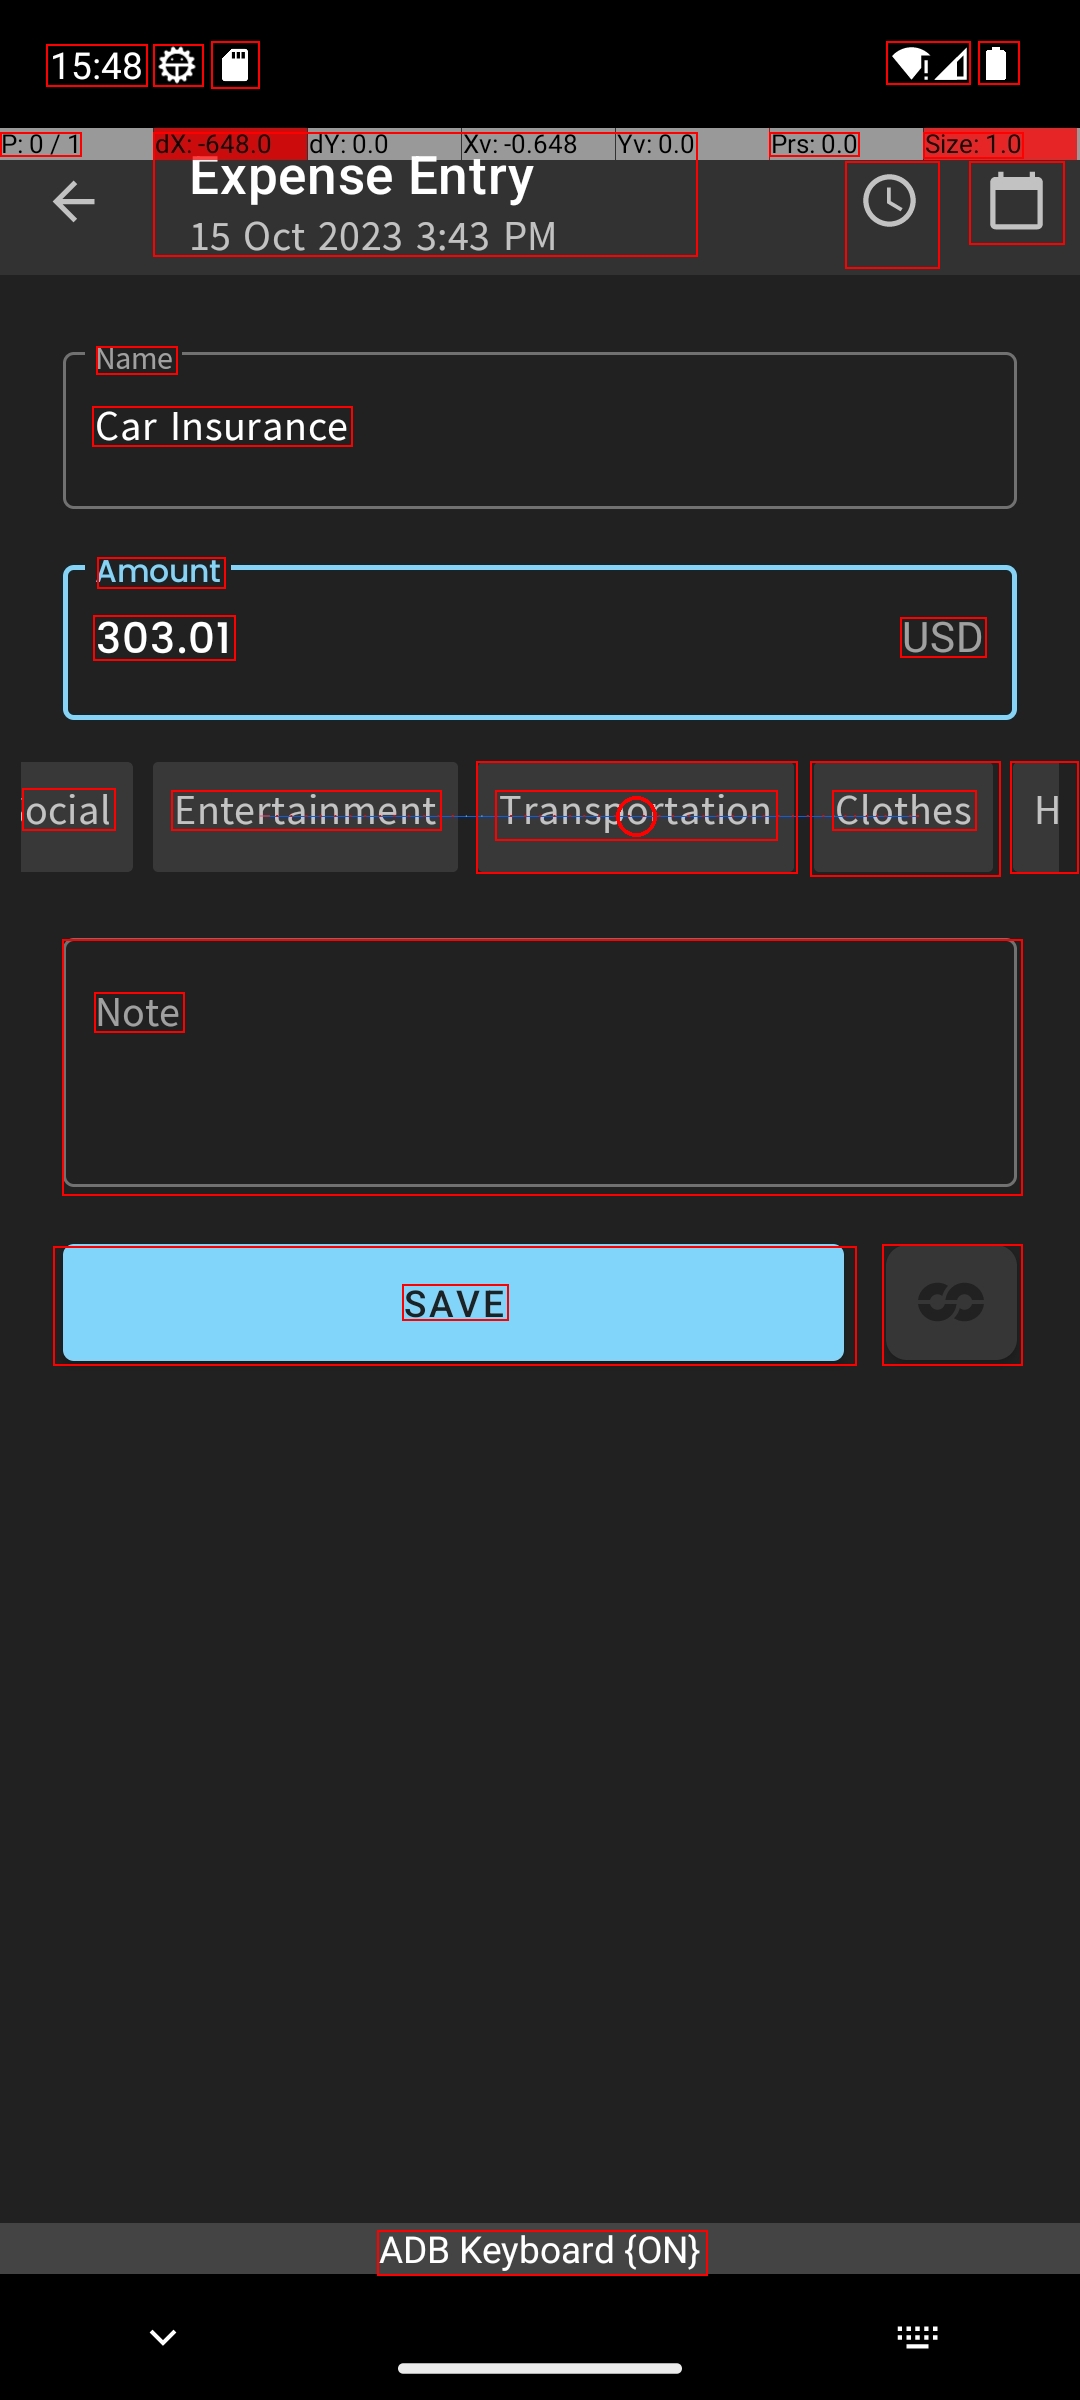 15:48
P: 0 / 1 dX: -648.0 dY: 0.0 Xv: -0.648 Yv: 0.0 Prs: 0.0 Size: 1.0
Expense Entry
15 Oct 2023 3:43 PM
Name
Car Insurance
Amount
303.01 USD
ocial Entertainment Transportation Clothes H
Note
SAVE
ADB Keyboard {ON}